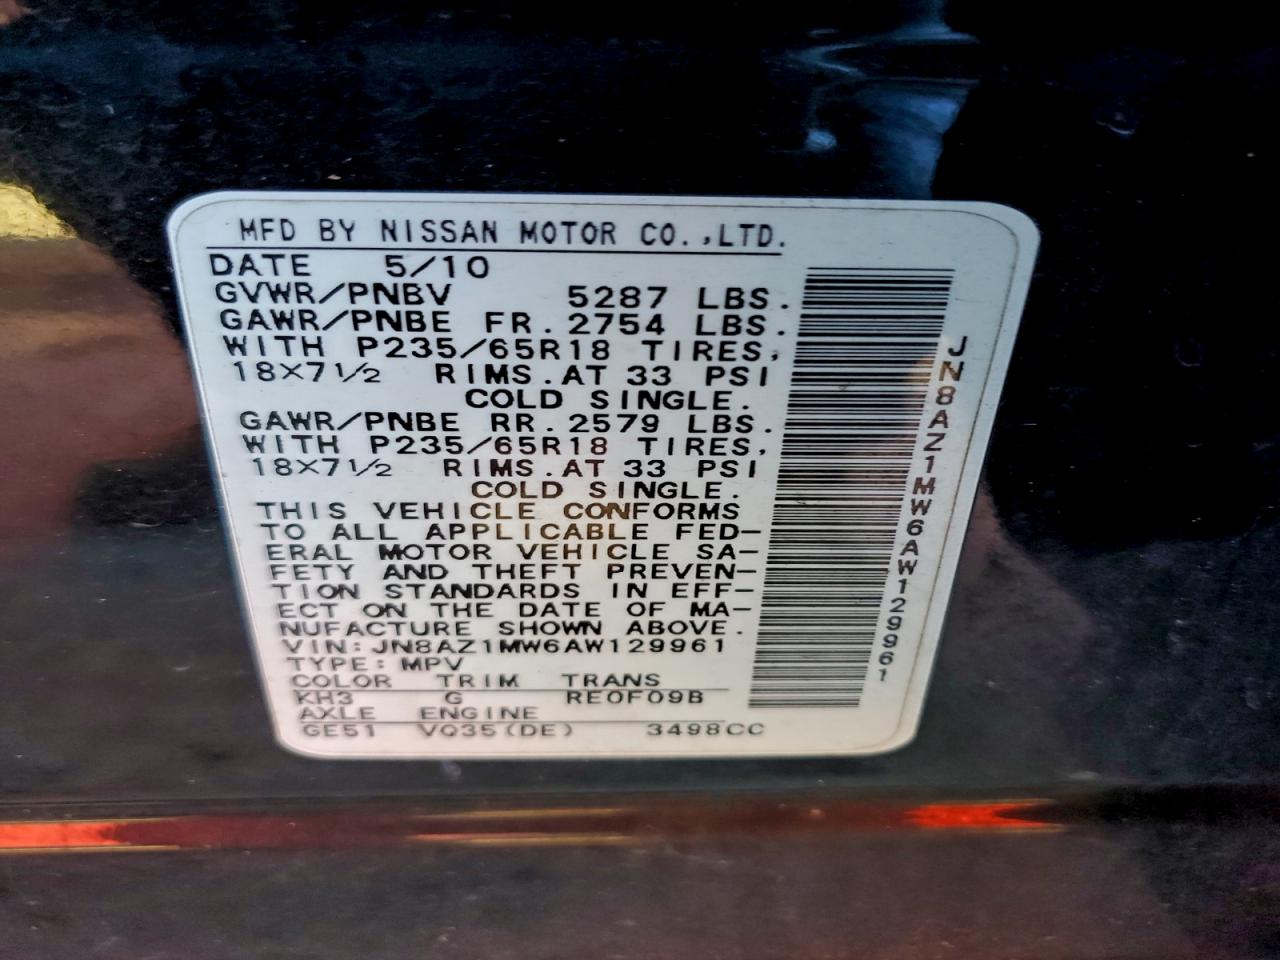 MFD BY NISSAN MOTOR CO.,LTD.
DATE 5/10
GVWR/PNBV 5287 LBS.
GAWR/PNBE FR. 2754 LBS.
WITH P235/65R18 TIRES,
18X7 1/2 RIMS. AT 33 PSI
COLD SINGLE.
GAWR/PNBE RR. 2579 LBS.
WITH P235/65R18 TIRES,
18X7 1/2 RIMS. AT 33 PSI
COLD SINGLE.
THIS VEHICLE CONFORMS
TO ALL APPLICABLE FED-
ERAL MOTOR VEHICLE SA-
FETY AND THEFT PREVEN-
TION STANDARDS IN EFF-
ECT ON THE DATE OF MA-
NUFACTURE SHOWN ABOVE.
VIN: JN8AZ1MW6AW129961
TYPE: MPV
COLOR TRIM TRANS
KH3 G RE0F09B
AXLE ENGINE
GE51 VQ35(DE) 3498CC
JN8AZ1MW6AW129961